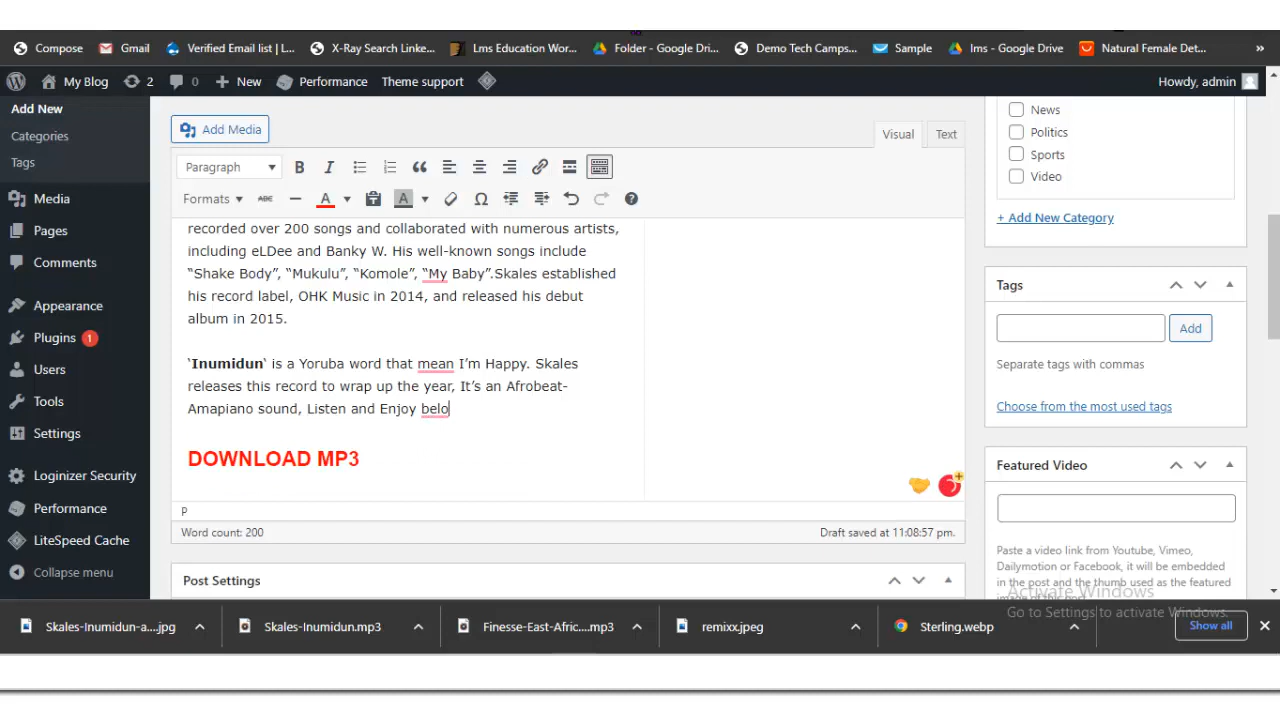 Compose Gmail Verified Email list | L... X-Ray Search Linke... Lms Education Wor... Folder - Google Dri... Demo Tech Camps... Sample lms - Google Drive Natural Female Det... »
My Blog 2 0 + New Performance Theme support Howdy, admin
Add New
Categories
Tags
Media
Pages
Comments
Appearance
Plugins 1
Users
Tools
Settings
Loginizer Security
Performance
LiteSpeed Cache
Collapse menu
Add Media
Visual Text
Paragraph B I
Formats ABC A A Ω
recorded over 200 songs and collaborated with numerous artists,
including eLDee and Banky W. His well-known songs include
“Shake Body”, “Mukulu”, “Komole”, “My Baby”.Skales established
his record label, OHK Music in 2014, and released his debut
album in 2015.
‘Inumidun‘ is a Yoruba word that mean I’m Happy. Skales
releases this record to wrap up the year, It’s an Afrobeat-
Amapiano sound, Listen and Enjoy belo
DOWNLOAD MP3
P
Word count: 200 Draft saved at 11:08:57 pm.
Post Settings
News
Politics
Sports
Video
+ Add New Category
Tags
Add
Separate tags with commas
Choose from the most used tags
Featured Video
Paste a video link from Youtube, Vimeo,
Dailymotion or Facebook, it will be embedded
in the post and the thumb used as the featured
image of this post
Activate Windows
Go to Settings to activate Windows.
Skales-Inumidun-a....jpg Skales-Inumidun.mp3 Finesse-East-Afric....mp3 remixx.jpeg Sterling.webp Show all